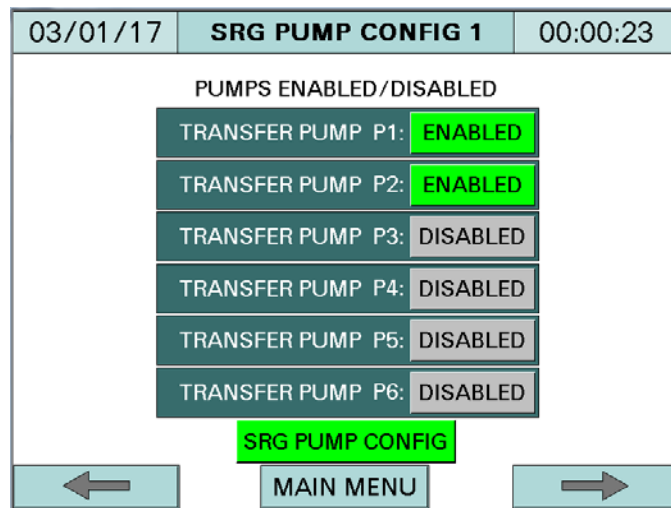 03/01/17 SRG PUMP CONFIG 1 00:00:23
PUMPS ENABLED/DISABLED
TRANSFER PUMP P1: ENABLED
TRANSFER PUMP P2: ENABLED
TRANSFER PUMP P3: DISABLED
TRANSFER PUMP P4: DISABLED
TRANSFER PUMP P5: DISABLED
TRANSFER PUMP P6: DISABLED
SRG PUMP CONFIG
MAIN MENU